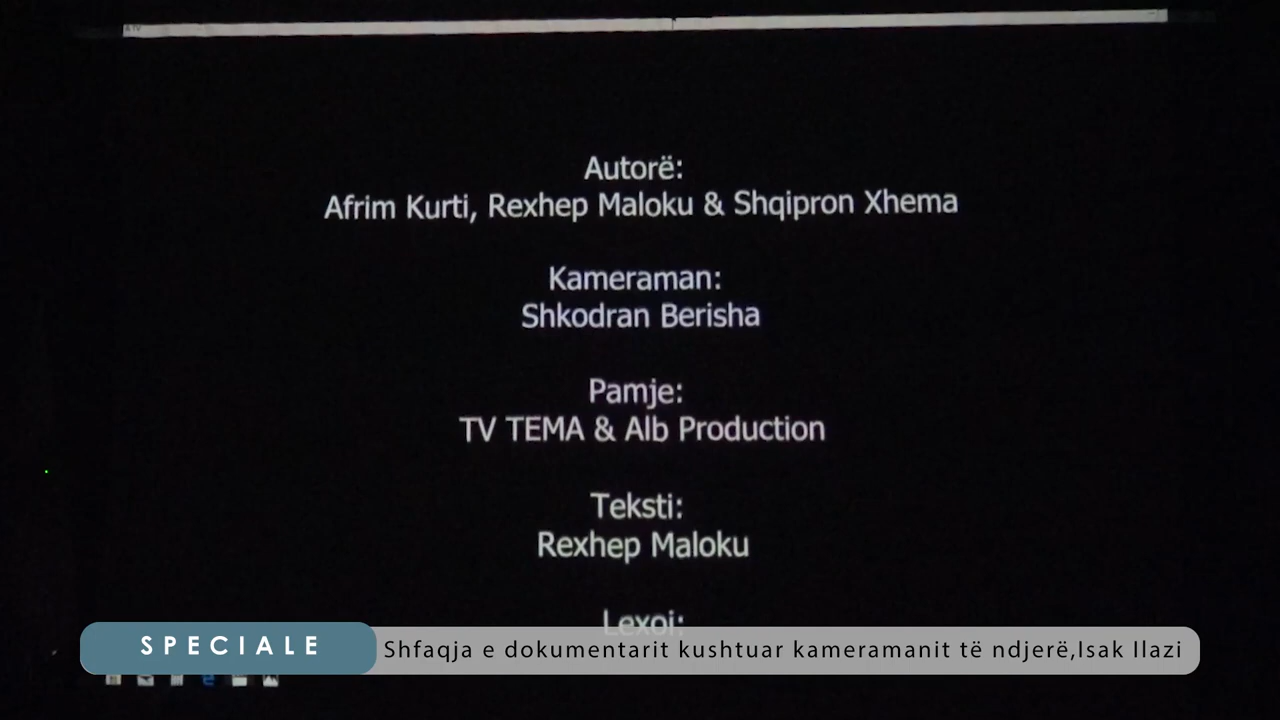 Autorë:
Afrim Kurti, Rexhep Maloku & Shqipron Xhema
Kameraman:
Shkodran Berisha
Pamje:
TV TEMA & Alb Production
Teksti:
Rexhep Maloku
Lexoi:
SPECIALE
Shfaqja e dokumentarit kushtuar kameramanit të ndjerë,Isak Ilazi